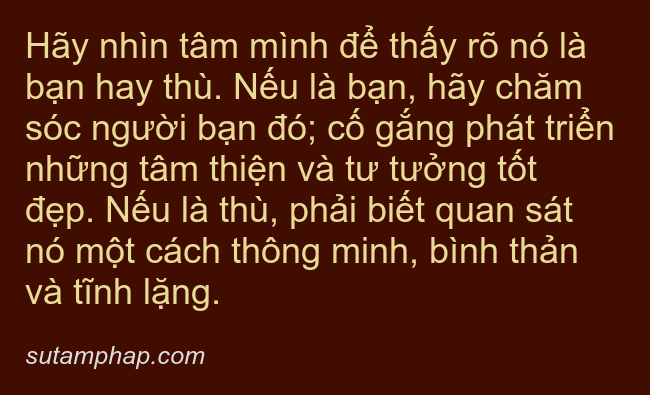 Hãy nhìn tâm mình để thấy rõ nó là
bạn hay thù. Nếu là bạn, hãy chăm
sóc người bạn đó; cố gắng phát triển
những tâm thiện và tư tưởng tốt
đẹp. Nếu là thù, phải biết quan sát
nó một cách thông minh, bình thản
và tĩnh lặng.
sutamphap.com